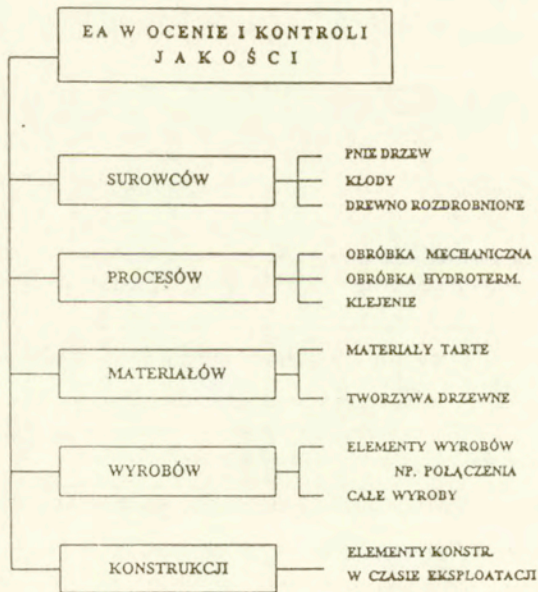 EA W OCENIE I KONTROLI
JAKOŚCI
SUROWCÓW
PNIE DRZEW
KŁODY
DREWNO ROZDROBNIONE
PROCESÓW
OBRÓBKA MECHANICZNA
OBRÓBKA HYDROTERM.
KLEJENIE
MATERIAŁÓW
MATERIAŁY TARTE
TWORZYWA DRZEWNE
WYROBÓW
ELEMENTY WYROBÓW
NP. POŁĄCZENIA
CAŁE WYROBY
KONSTRUKCJI
ELEMENTY KONSTR.
W CZASIE EKSPLOATACJI